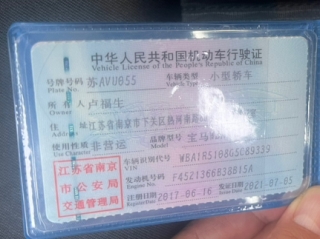 中华人民共和国机动车行驶证
Vehicle License of the People's Republic of China
号牌号码 苏AVU055 车辆类型 小型轿车
Plate No. Vehicle Type
所有人 卢福生
Owner
住址 江苏省南京市下关区热河南路
Address
使用性质 非营运 品牌型号 宝马
Use Character Model
江苏省南京市公安局交通管理局
车辆识别代号
VIN
发动机号码
Engine No.
注册日期 2017-06-16 发证日期 2021-07-05
Register Date Issue Date